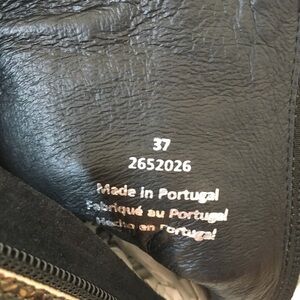 37
2652026
Made in Portugal
Fabriqué au Portugal
Hecho en Portugal